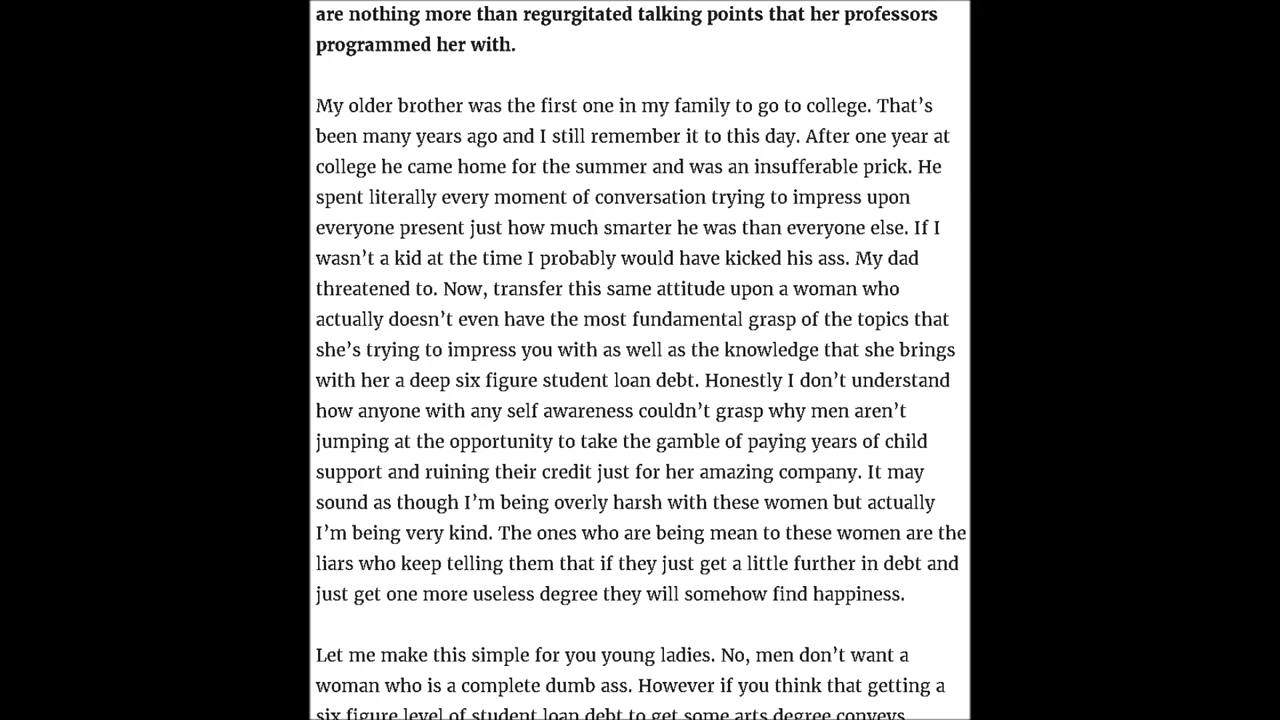 are nothing more than regurgitated talking points that her professors
programmed her with.
My older brother was the first one in my family to go to college. That’s
been many years ago and I still remember it to this day. After one year at
college he came home for the summer and was an insufferable prick. He
spent literally every moment of conversation trying to impress upon
everyone present just how much smarter he was than everyone else. If I
wasn’t a kid at the time I probably would have kicked his ass. My dad
threatened to. Now, transfer this same attitude upon a woman who
actually doesn’t even have the most fundamental grasp of the topics that
she’s trying to impress you with as well as the knowledge that she brings
with her a deep six figure student loan debt. Honestly I don’t understand
how anyone with any self awareness couldn’t grasp why men aren’t
jumping at the opportunity to take the gamble of paying years of child
support and ruining their credit just for her amazing company. It may
sound as though I’m being overly harsh with these women but actually
I’m being very kind. The ones who are being mean to these women are the
liars who keep telling them that if they just get a little further in debt and
just get one more useless degree they will somehow find happiness.
Let me make this simple for you young ladies. No, men don’t want a
woman who is a complete dumb ass. However if you think that getting a
six figure level of student loan debt to get some arts degree conveys